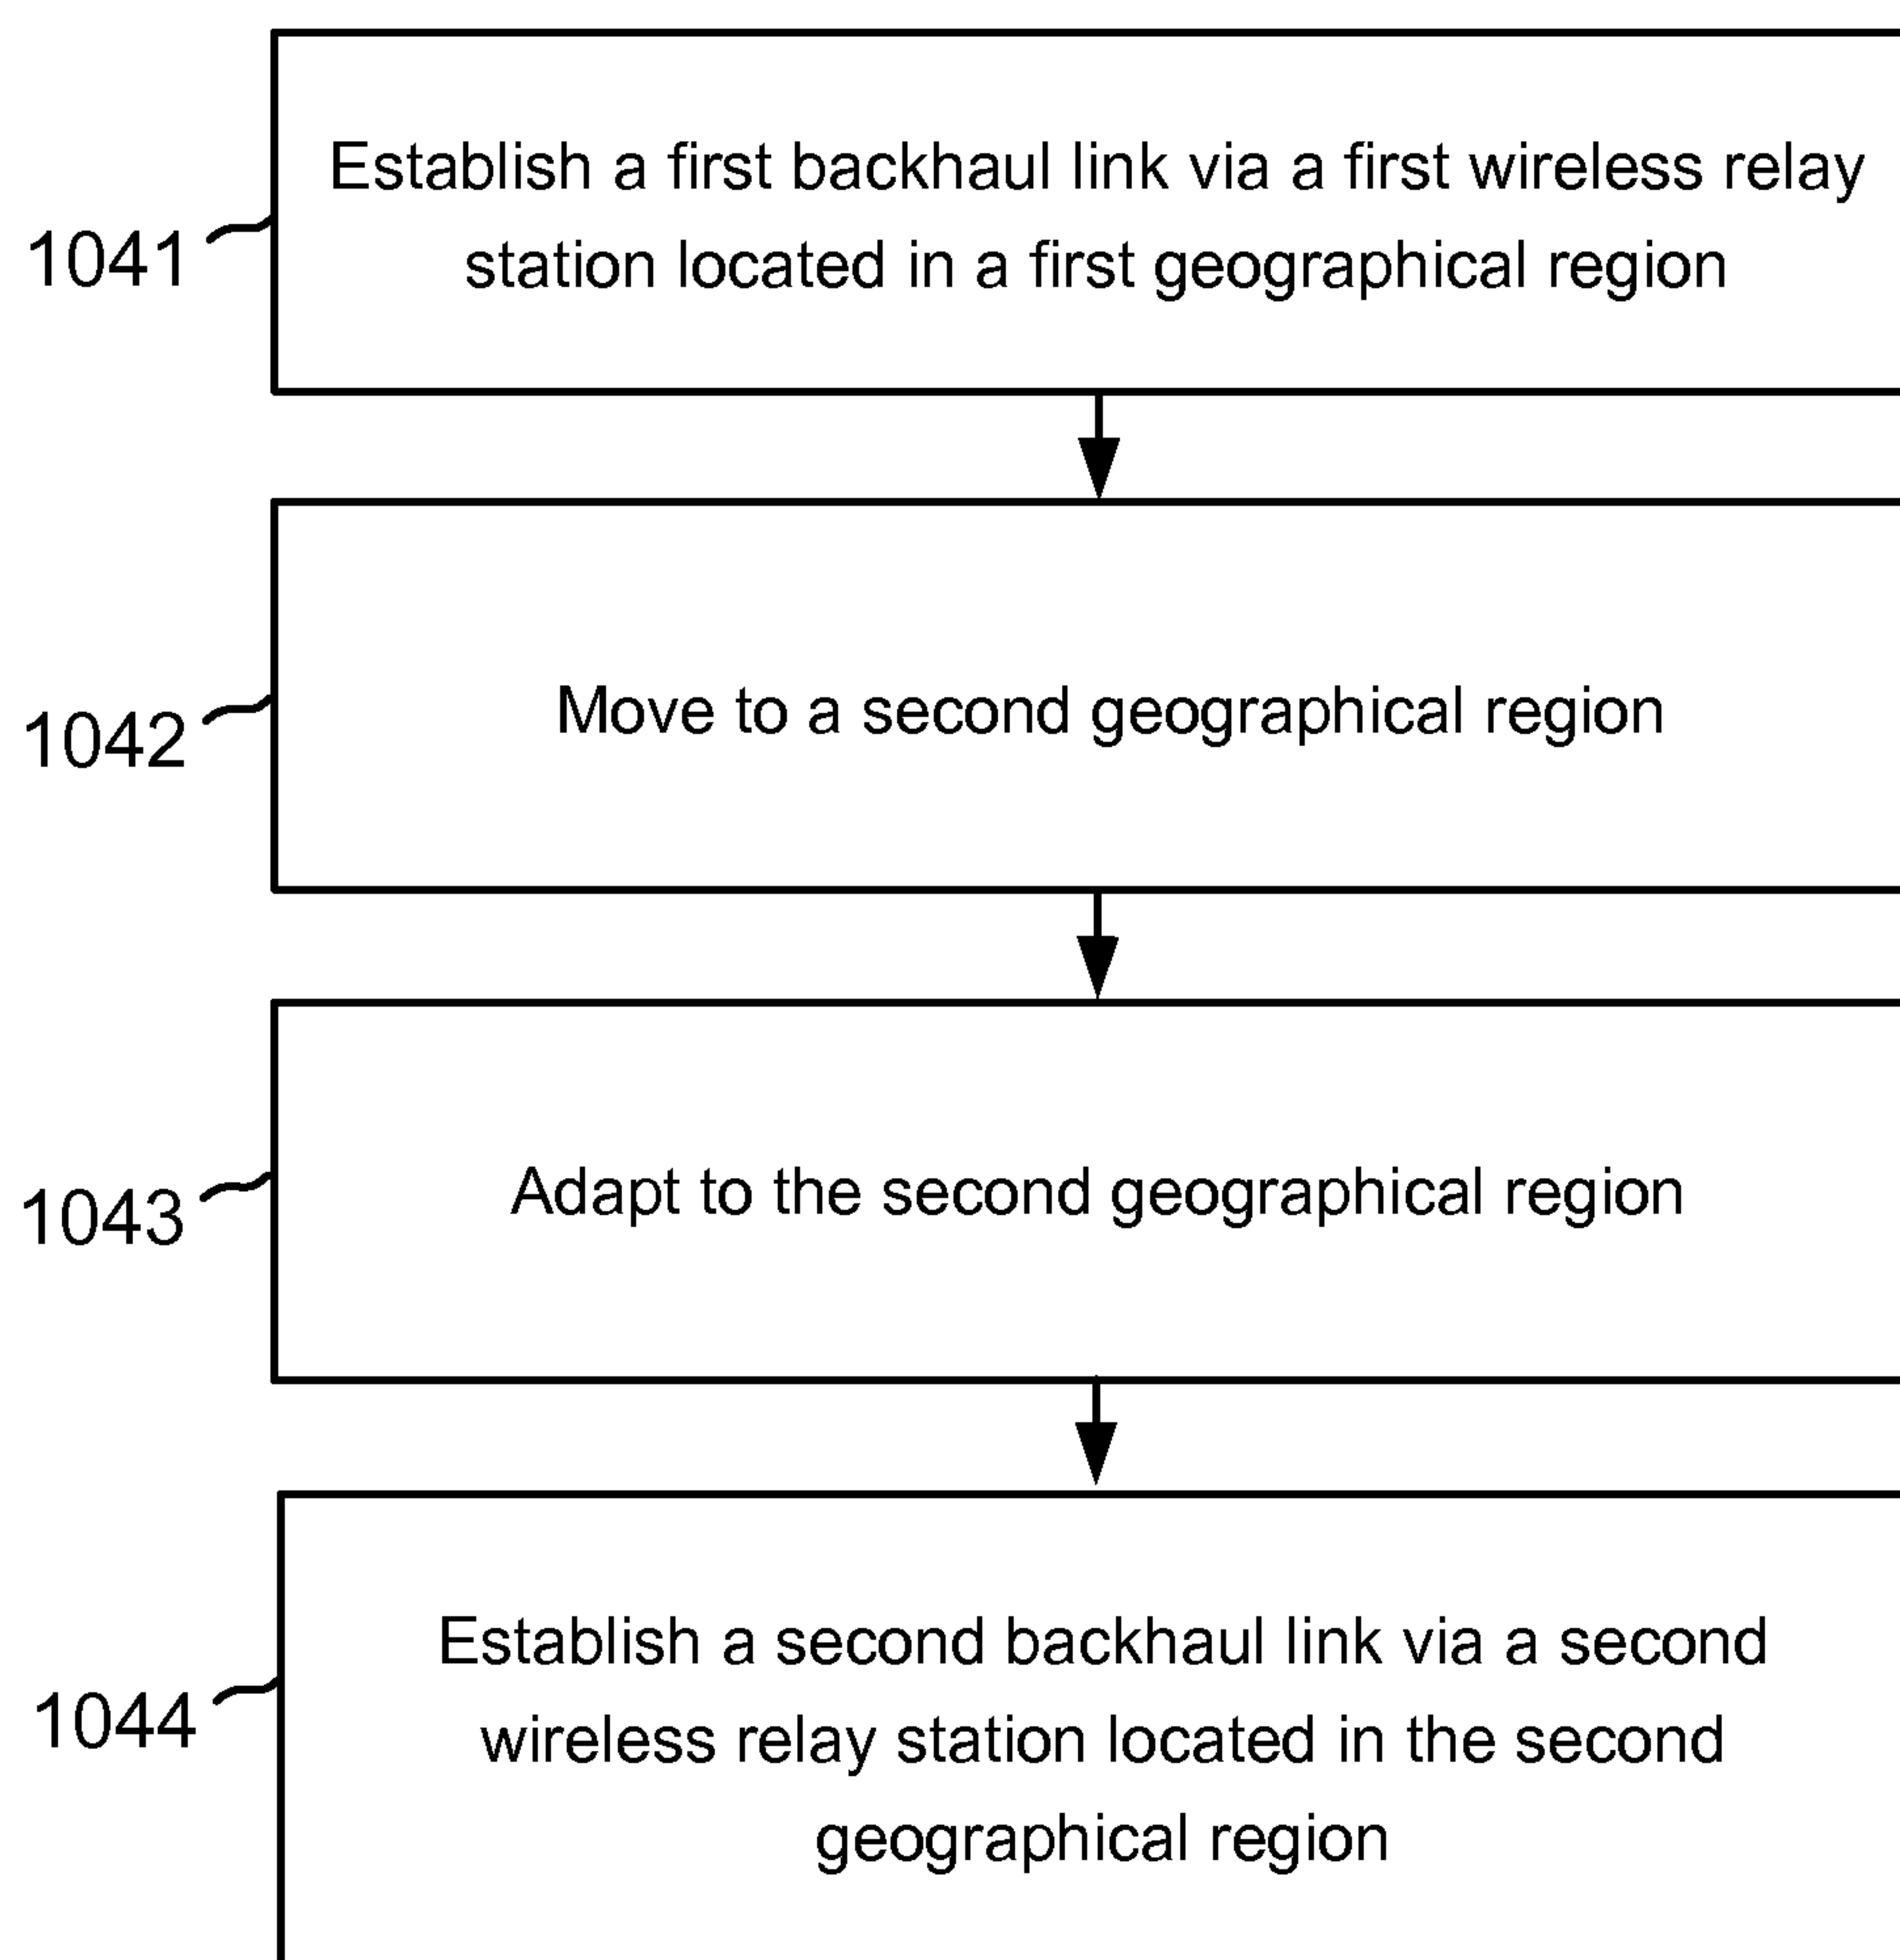 Establish a first backhaul link via a first wireless relay
station located in a first geographical region
1041
Move to a second geographical region
1042
Adapt to the second geographical region
1043
Establish a second backhaul link via a second
wireless relay station located in the second
geographical region
1044